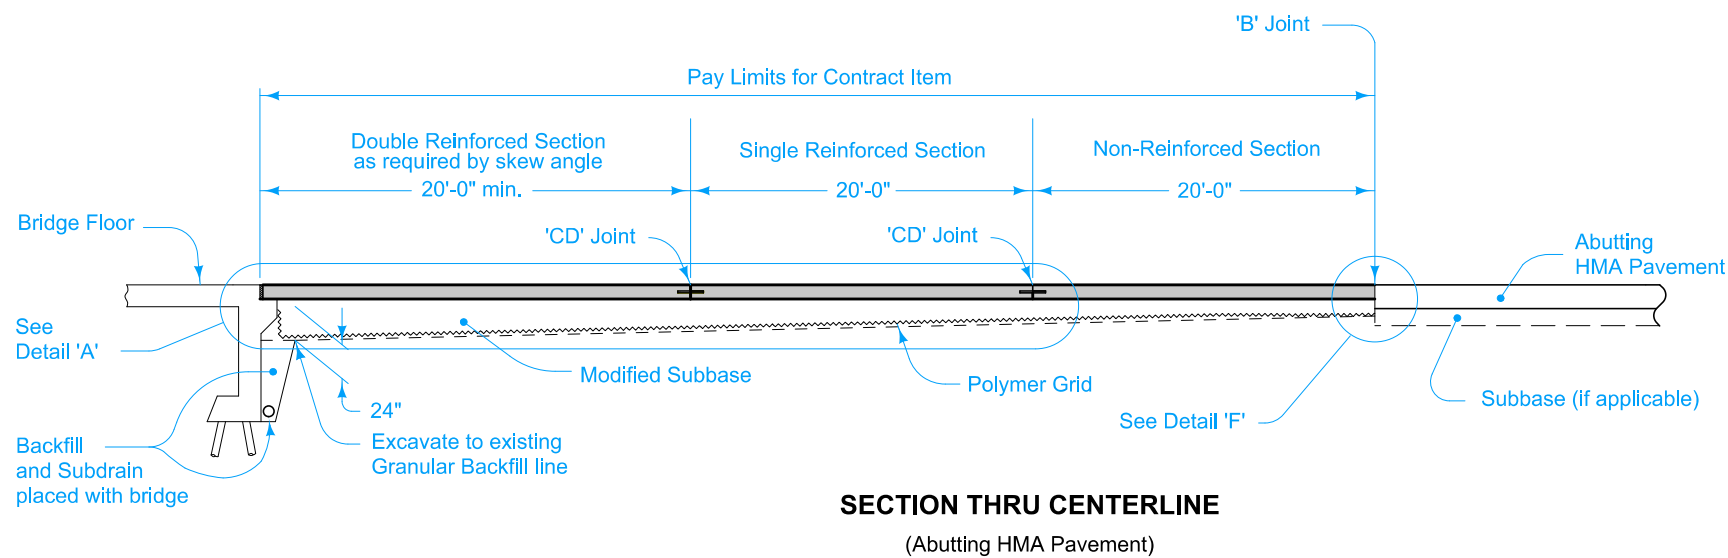 'B' Joint
Pay Limits for Contract Item
Double Reinforced Section
as required by skew angle
20'-0" min.
Single Reinforced Section
20'-0"
Non-Reinforced Section
20'-0"
Bridge Floor
'CD' Joint
'CD' Joint
Abutting
HMA Pavement
See
Detail 'A'
Modified Subbase
Polymer Grid
24"
Subbase (if applicable)
See Detail 'F'
Excavate to existing
Granular Backfill line
Backfill
and Subdrain
placed with bridge
SECTION THRU CENTERLINE
(Abutting HMA Pavement)